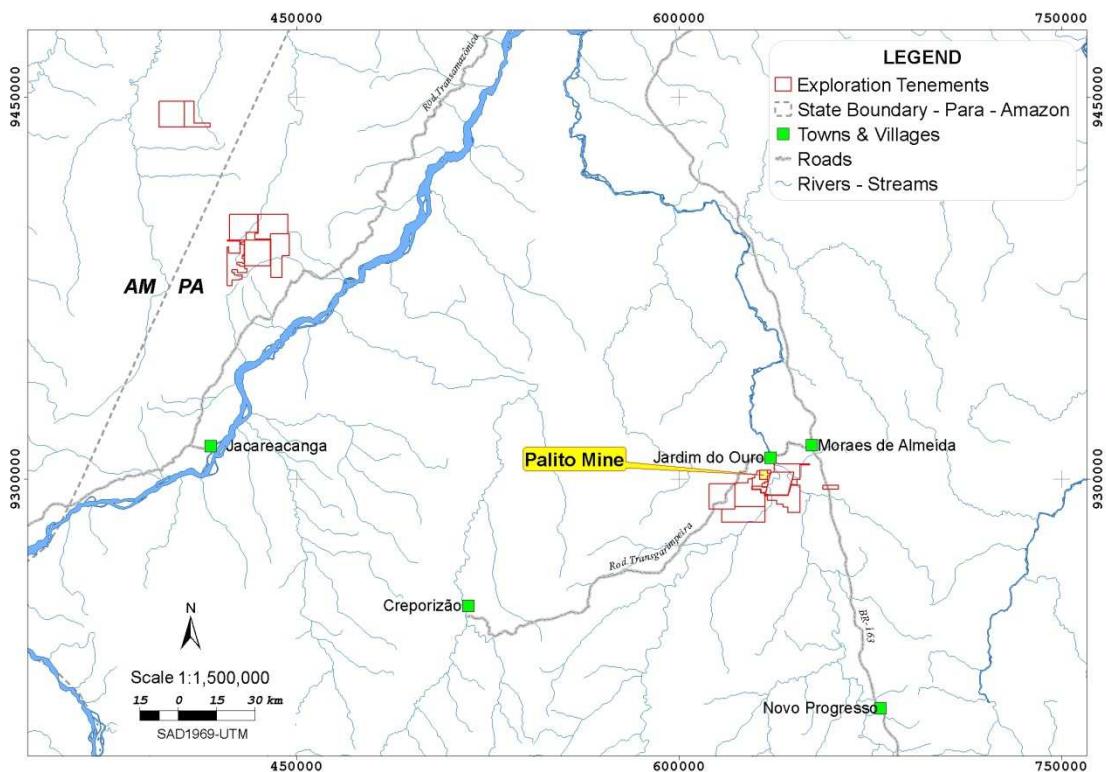 450000
600000
750000
9450000
9450000
LEGEND
Exploration Tenements
State Boundary - Para - Amazon
Towns & Villages
Roads
Rivers - Streams
Rod.Transamazônica
AM
PA
Jacareacanga
Palito Mine
Jardim do Ouro
Moraes de Almeida
9300000
9300000
Rod.Transgarimpeira
Creporizão
BR-163
Novo Progresso
N
Scale 1:1,500,000
15 0 15 30 km
SAD1969-UTM
450000
600000
750000